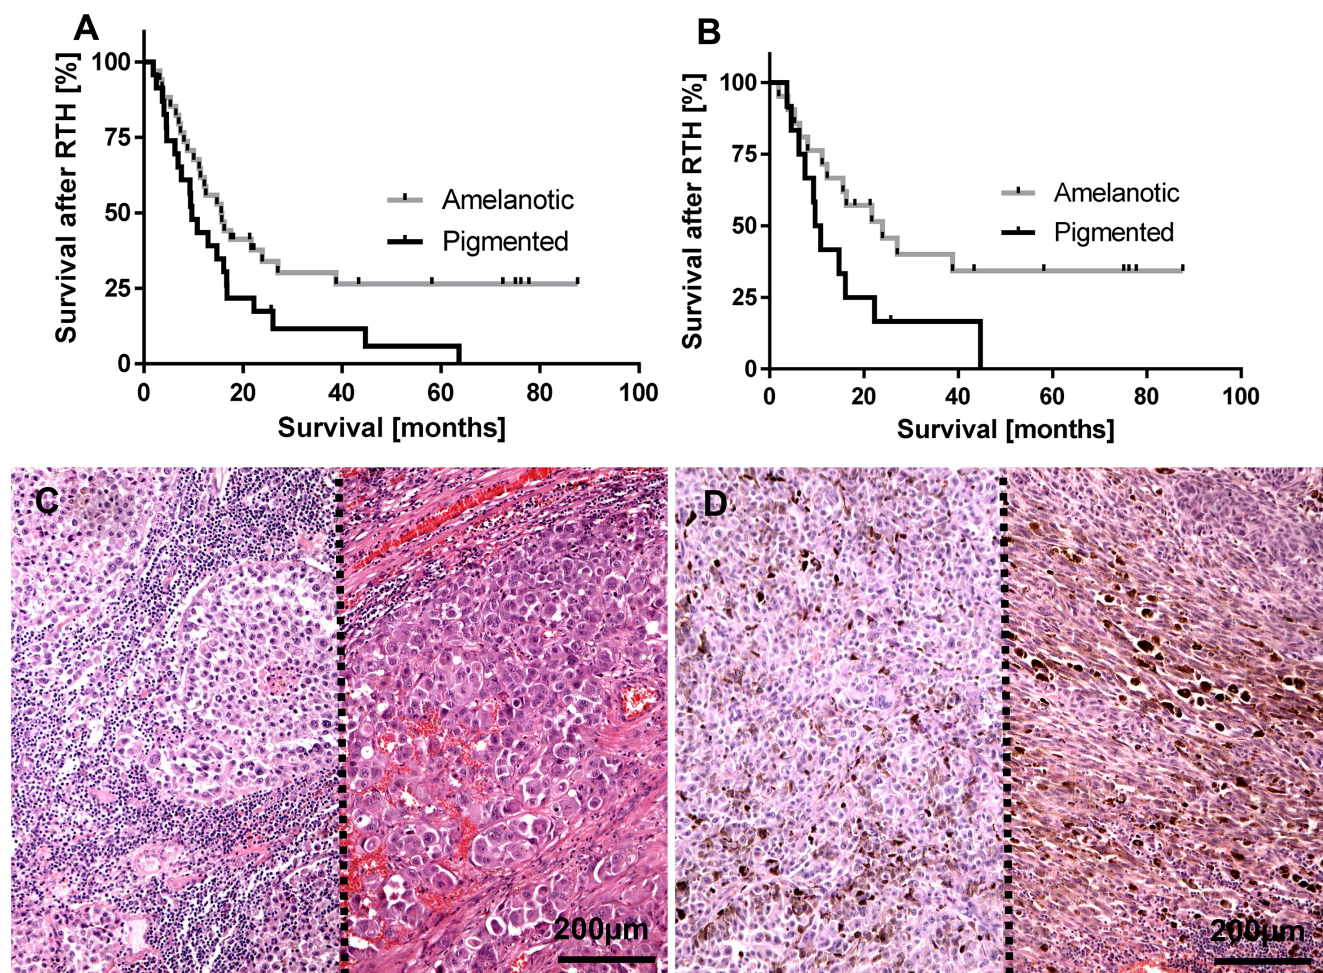 A
Survival after RTH [%]
100
75
50
25
0
0 20 40 60 80 100
Survival [months]
Amelanotic
Pigmented
B
Survival after RTH [%]
100
75
50
25
0
0 20 40 60 80 100
Survival [months]
Amelanotic
Pigmented
C
200μm
D
200μm